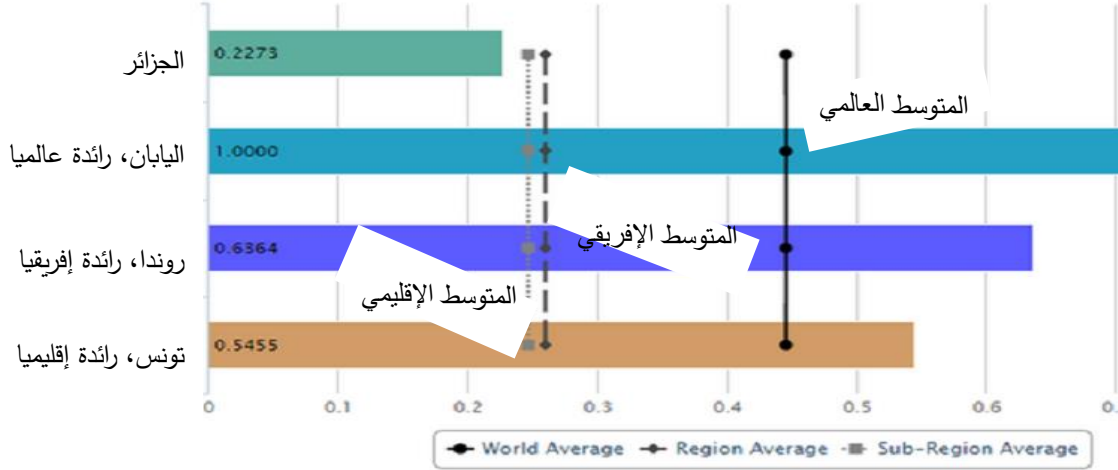 الجزائر
0.2273
المتوسط العالمي
اليابان، رائدة عالميا
1.0000
المتوسط الإفريقي
روندا، رائدة إفريقيا
0.6364
المتوسط الإقليمي
تونس، رائدة إقليميا
0.5455
0 0.1 0.2 0.3 0.4 0.5 0.6
World Average Region Average Sub-Region Average